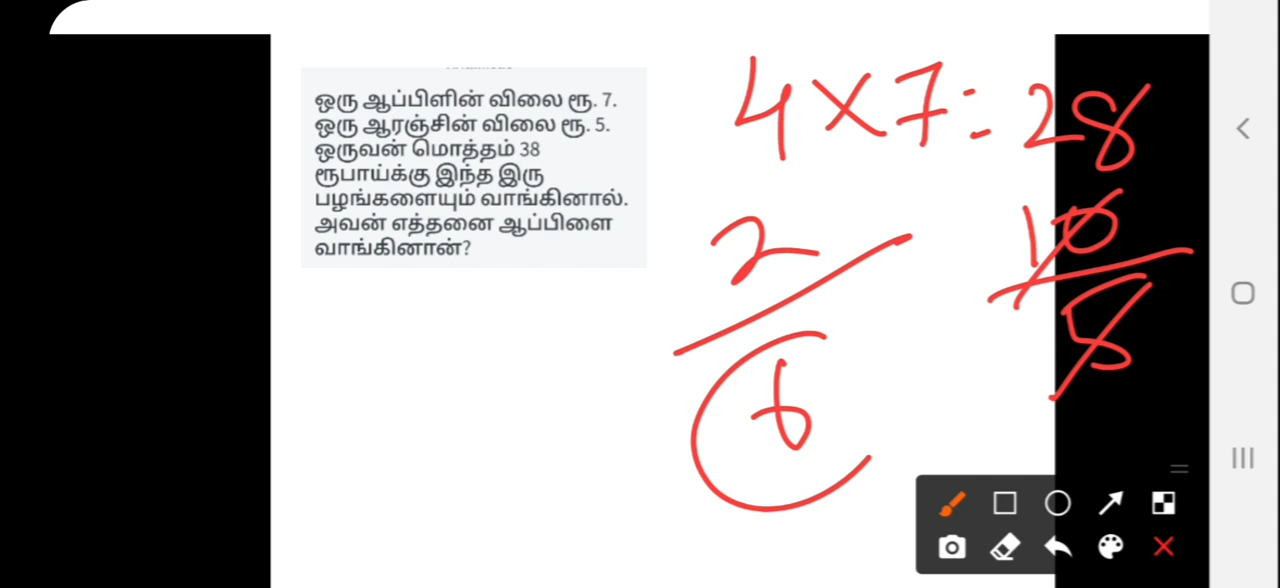 ஒரு ஆப்பிளின் விலை ரூ. 7.
ஒரு ஆரஞ்சின் விலை ரூ. 5.
ஒருவன் மொத்தம் 38
ரூபாய்க்கு இந்த இரு
பழங்களையும் வாங்கினால்.
அவன் எத்தனை ஆப்பிளை
வாங்கினான்?
4 × 7 = 28
10
5
2
6